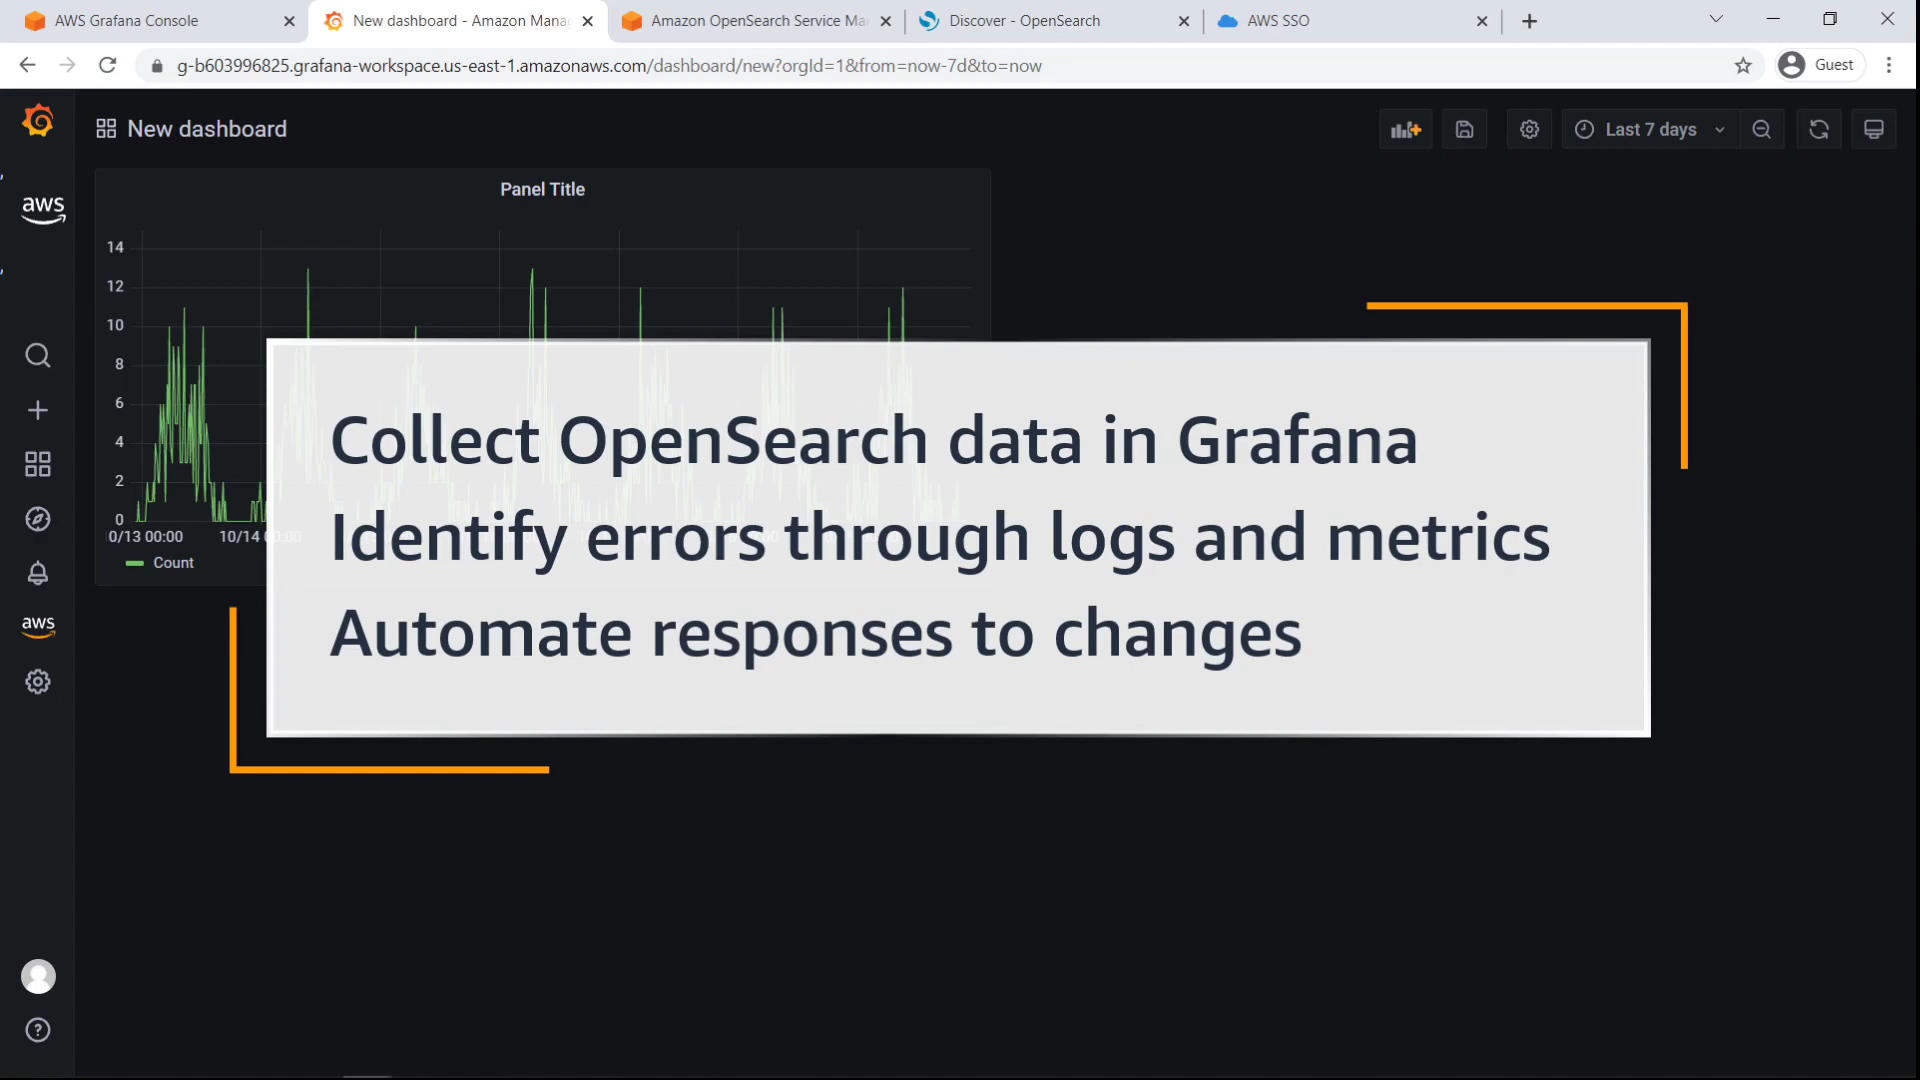 AWS Grafana Console
New dashboard - Amazon Mana
Amazon OpenSearch Service Ma
Discover - OpenSearch
AWS SSO
g-b603996825.grafana-workspace.us-east-1.amazonaws.com/dashboard/new?orgId=1&from=now-7d&to=now
Guest
New dashboard
Last 7 days
aws
Panel Title
14
12
10
8
6
4
2
0
0/13 00:00
10/14 00:00
Count
Collect OpenSearch data in Grafana
Identify errors through logs and metrics
Automate responses to changes
aws